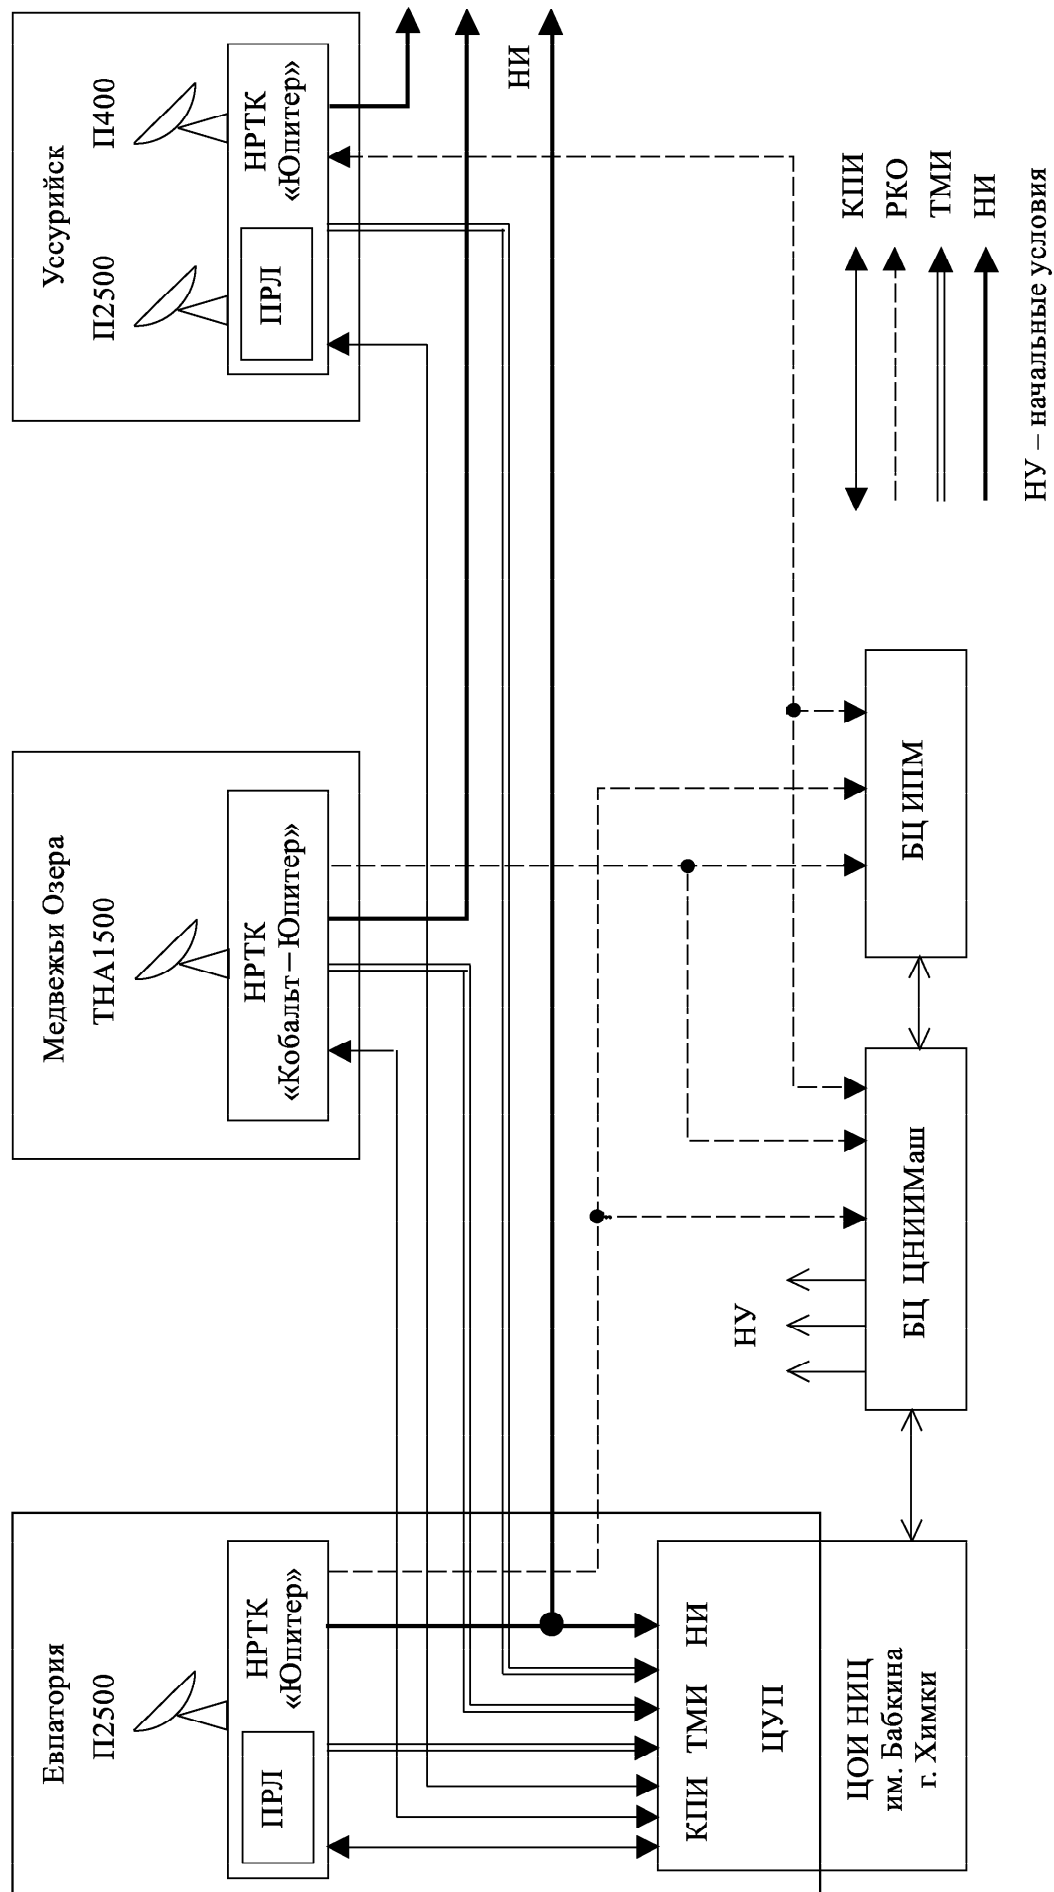 Евпатория
П2500
ПРЛ
НРТК
«Юпитер»
Медвежьи Озера
ТНА1500
НРТК
«Кобальт – Юпитер»
Уссурийск
П2500
П400
ПРЛ
НРТК
«Юпитер»
НИ
КПИ
ТМИ
НИ
ЦУП
ЦОИ НИЦ
им. Бабкина
г. Химки
НУ
БЦ ЦНИИМаш
БЦ ИПМ
КПИ
РКО
ТМИ
НИ
НУ – начальные условия